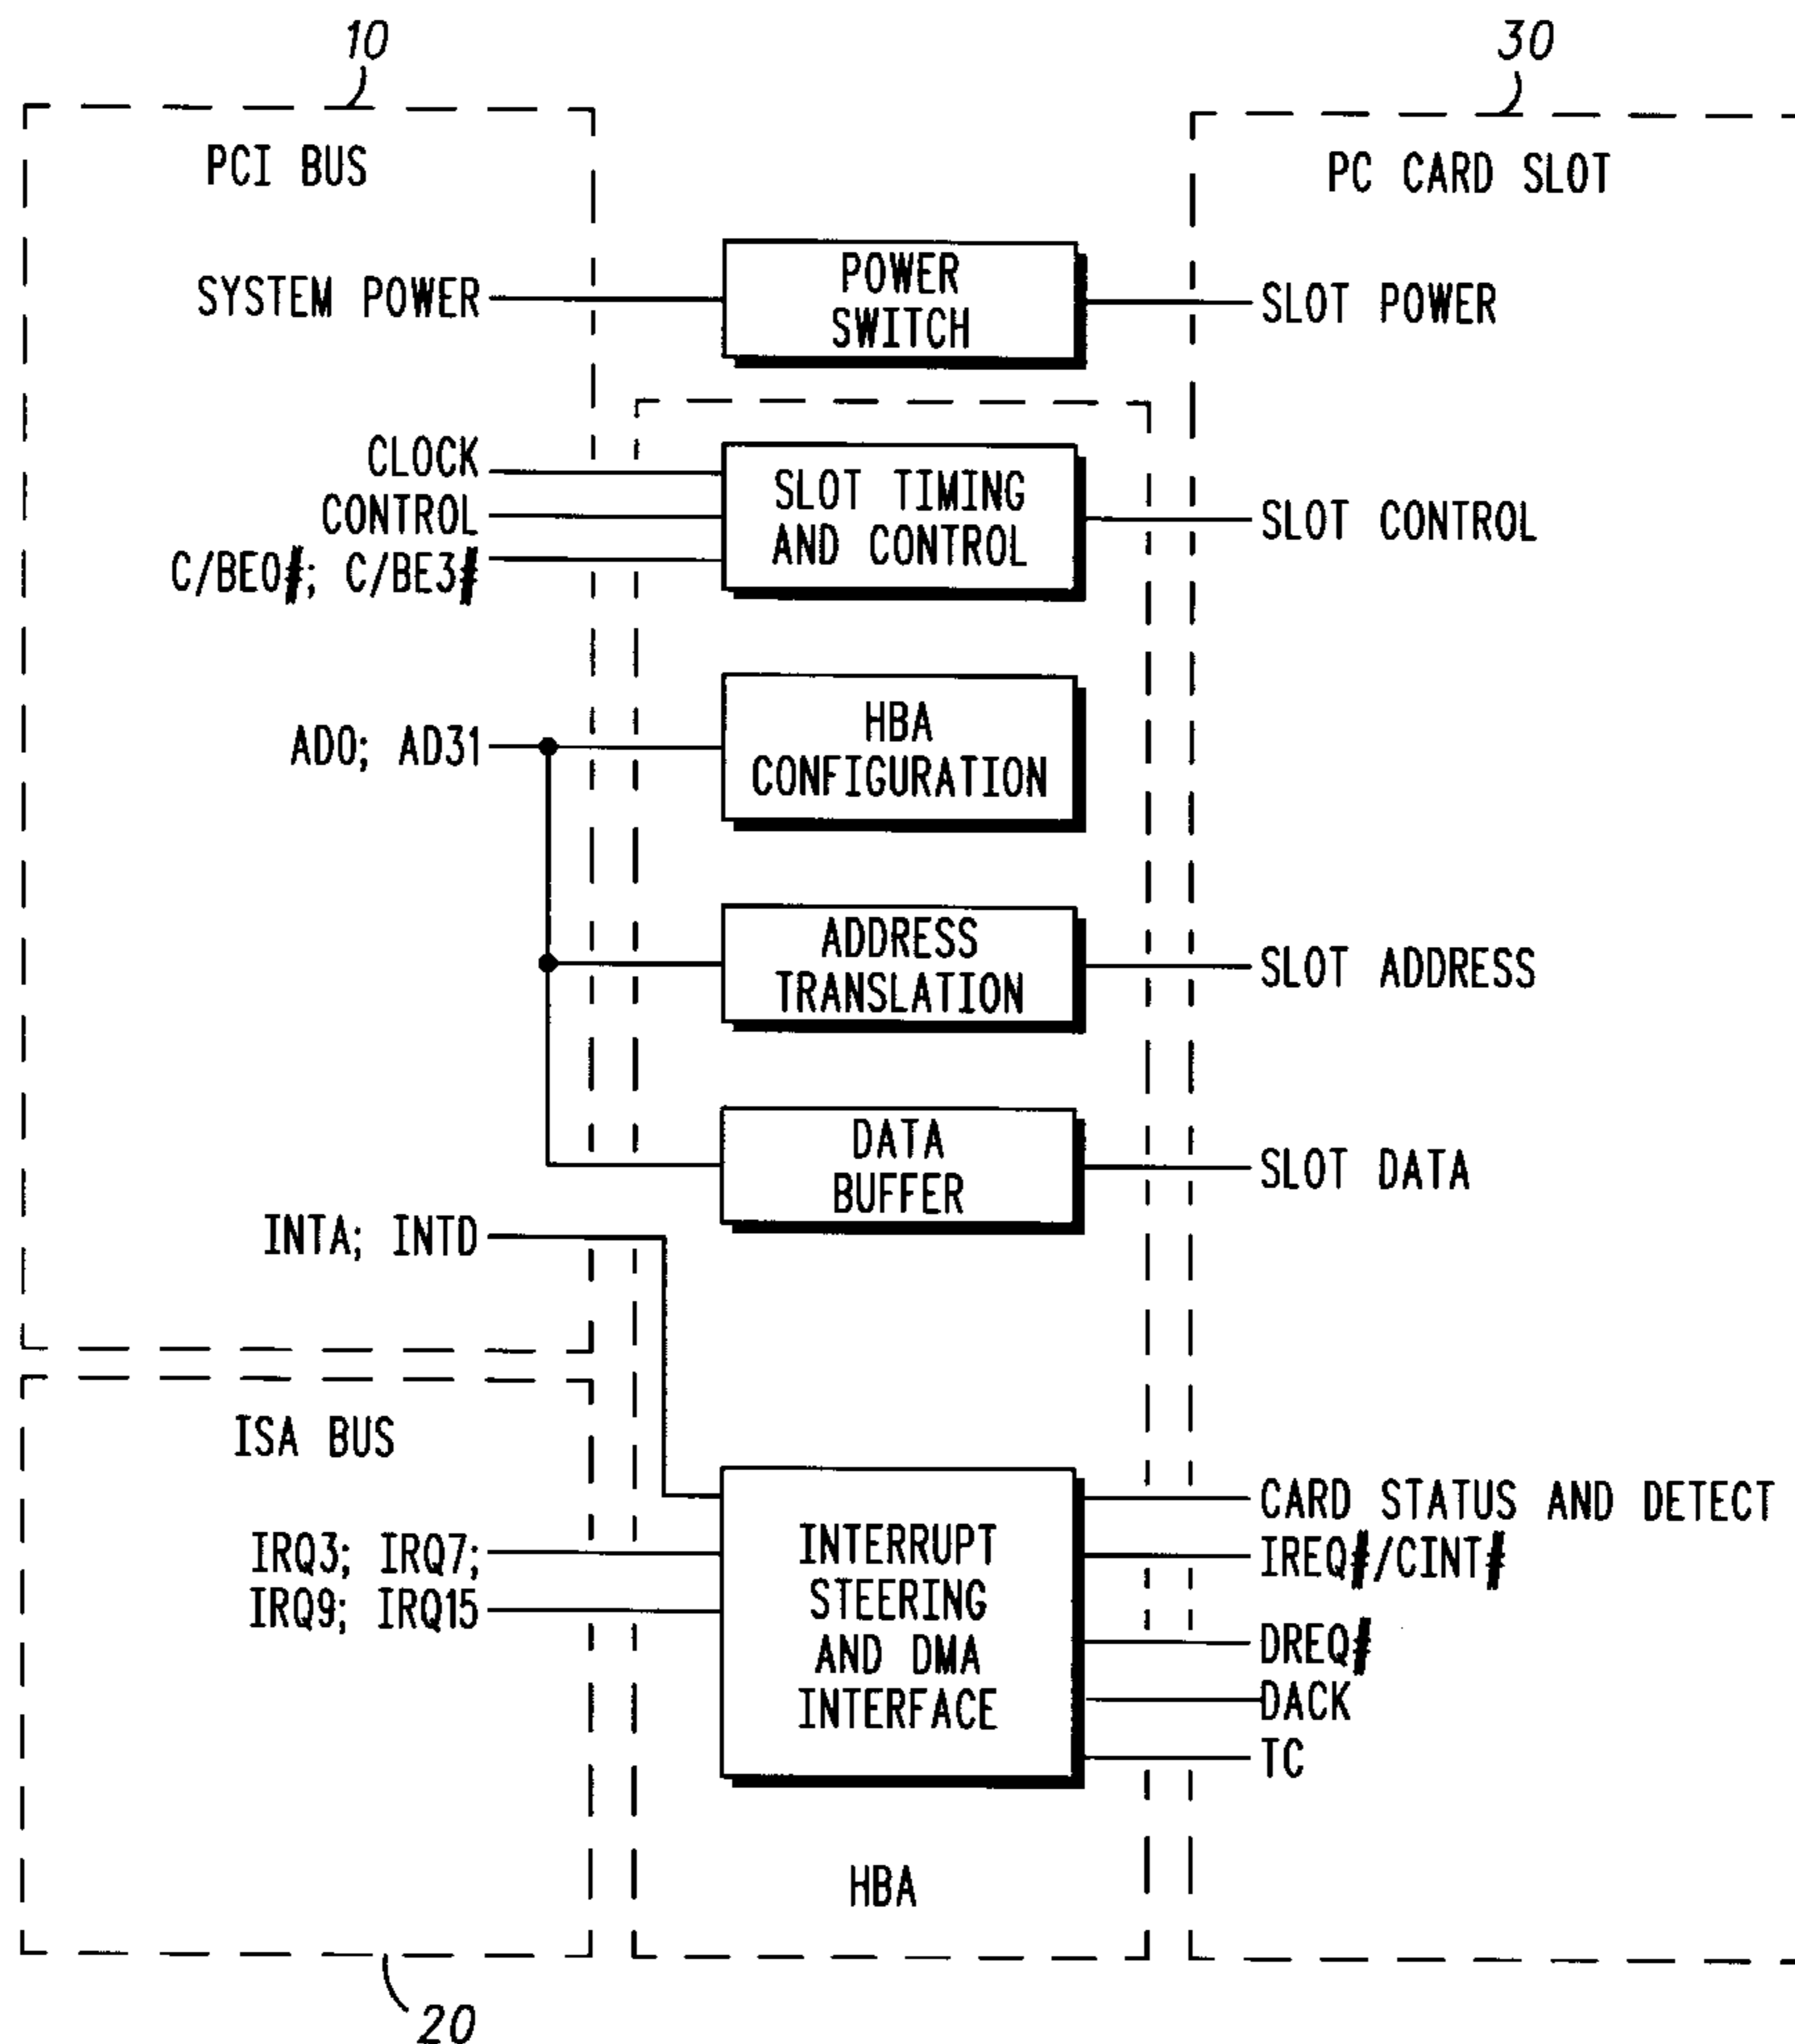 10
30
PCI BUS
PC CARD SLOT
SYSTEM POWER
POWER
SWITCH
SLOT POWER
CLOCK
CONTROL
C/BE0#; C/BE3#
SLOT TIMING
AND CONTROL
SLOT CONTROL
AD0; AD31
HBA
CONFIGURATION
ADDRESS
TRANSLATION
SLOT ADDRESS
DATA
BUFFER
SLOT DATA
INTA; INTD
ISA BUS
IRQ3; IRQ7;
IRQ9; IRQ15
INTERRUPT
STEERING
AND DMA
INTERFACE
CARD STATUS AND DETECT
IREQ#/CINT#
DREQ#
DACK
TC
HBA
20